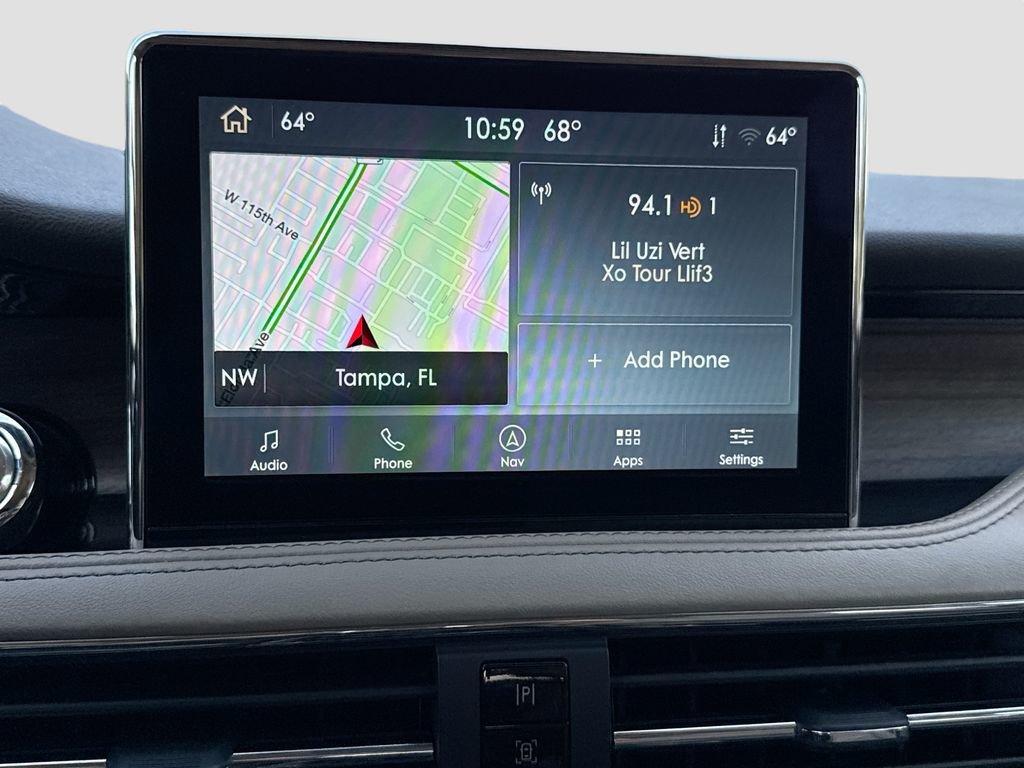 64°
10:59 68°
64°
W 115th Ave
94.1 HD 1
Lil Uzi Vert
Xo Tour Llif3
+ Add Phone
NW
Tampa, FL
Audio
Phone
Nav
Apps
Settings
P